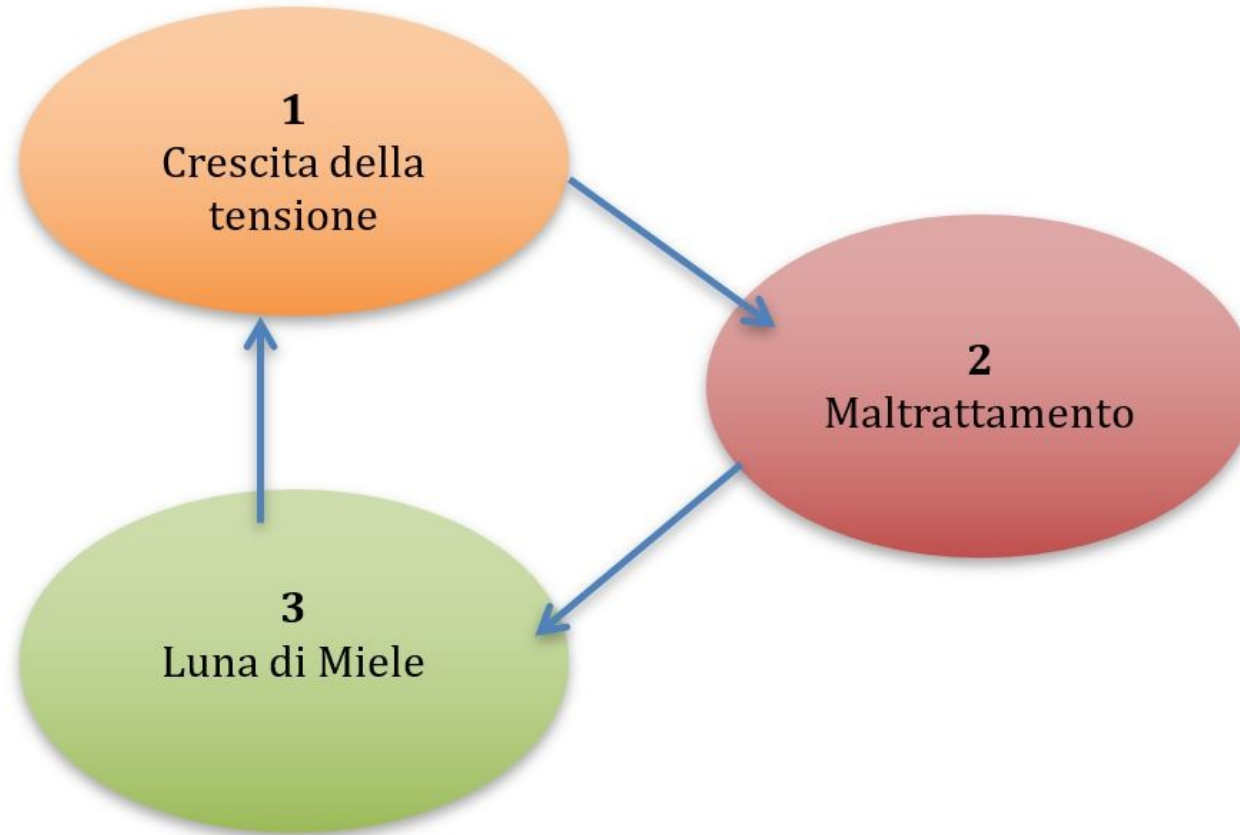 1
Crescita della
tensione
2
Maltrattamento
3
Luna di Miele